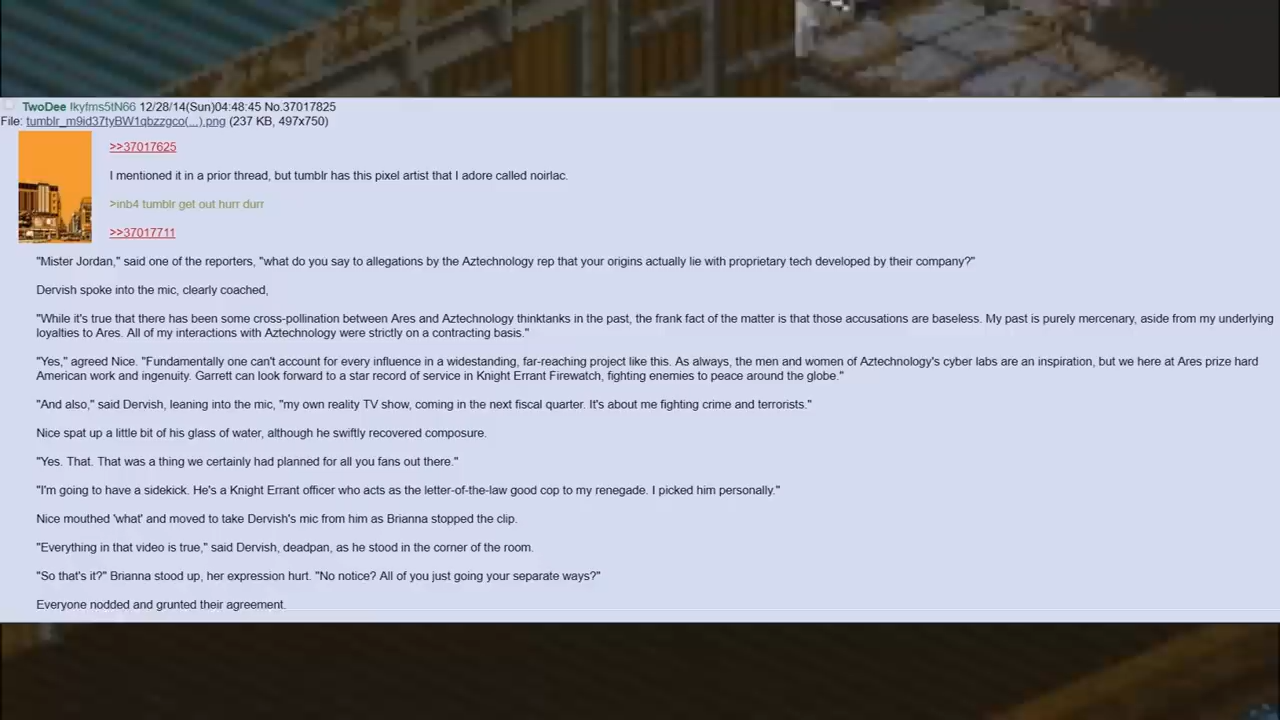 TwoDee !kyfms5tN66 12/28/14(Sun)04:48:45 No.37017825
File: tumblr_m9id37tyBW1qbzzgco(...).png (237 KB, 497x750)
>>37017625
I mentioned it in a prior thread, but tumblr has this pixel artist that I adore called noirlac.
>inb4 tumblr get out hurr durr
>>37017711
"Mister Jordan," said one of the reporters, "what do you say to allegations by the Aztechnology rep that your origins actually lie with proprietary tech developed by their company?"
Dervish spoke into the mic, clearly coached,
"While it's true that there has been some cross-pollination between Ares and Aztechnology thinktanks in the past, the frank fact of the matter is that those accusations are baseless. My past is purely mercenary, aside from my underlying
loyalties to Ares. All of my interactions with Aztechnology were strictly on a contracting basis."
"Yes," agreed Nice. "Fundamentally one can't account for every influence in a widestanding, far-reaching project like this. As always, the men and women of Aztechnology's cyber labs are an inspiration, but we here at Ares prize hard
American work and ingenuity. Garrett can look forward to a star record of service in Knight Errant Firewatch, fighting enemies to peace around the globe."
"And also," said Dervish, leaning into the mic, "my own reality TV show, coming in the next fiscal quarter. It's about me fighting crime and terrorists."
Nice spat up a little bit of his glass of water, although he swiftly recovered composure.
"Yes. That. That was a thing we certainly had planned for all you fans out there."
"I'm going to have a sidekick. He's a Knight Errant officer who acts as the letter-of-the-law good cop to my renegade. I picked him personally."
Nice mouthed 'what' and moved to take Dervish's mic from him as Brianna stopped the clip.
"Everything in that video is true," said Dervish, deadpan, as he stood in the corner of the room.
"So that's it?" Brianna stood up, her expression hurt. "No notice? All of you just going your separate ways?"
Everyone nodded and grunted their agreement.